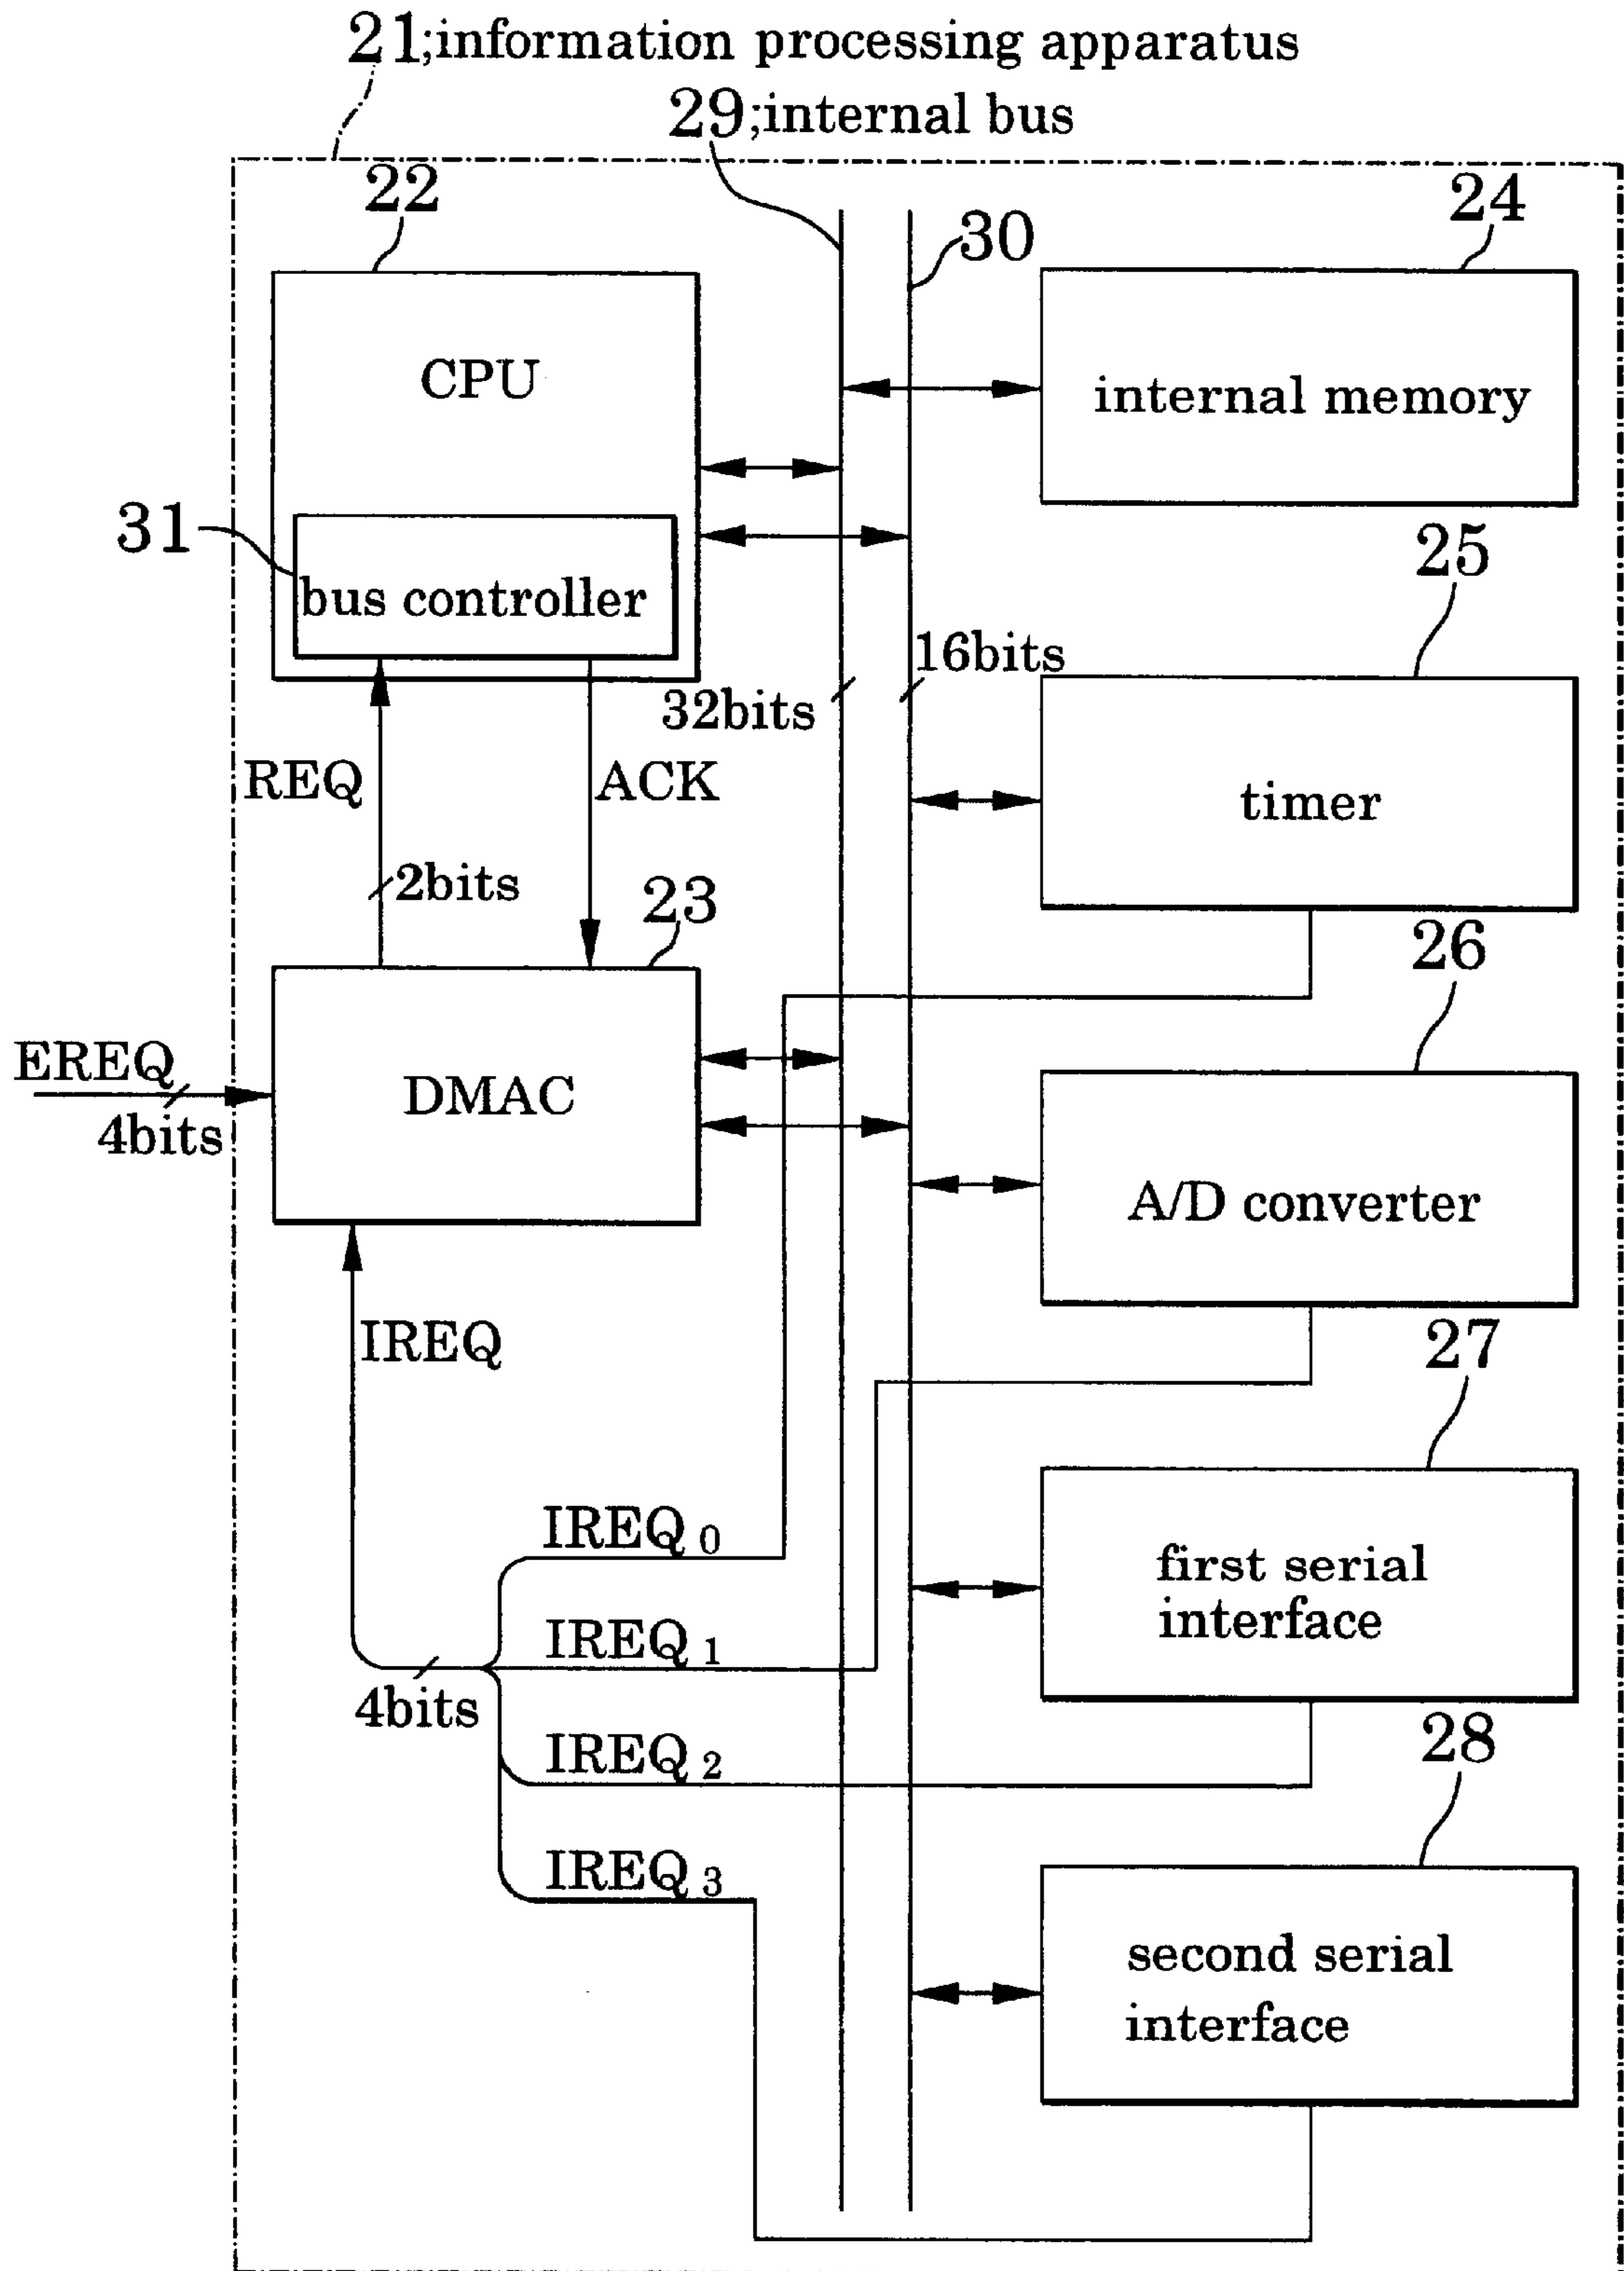 21;information processing apparatus
29;internal bus
22
24
30
CPU
internal memory
31
bus controller
25
16bits
32bits
REQ
ACK
timer
2bits
23
26
EREQ
4bits
DMAC
A/D converter
IREQ
27
IREQ 0
first serial
interface
IREQ 1
4bits
IREQ 2
28
IREQ 3
second serial
interface